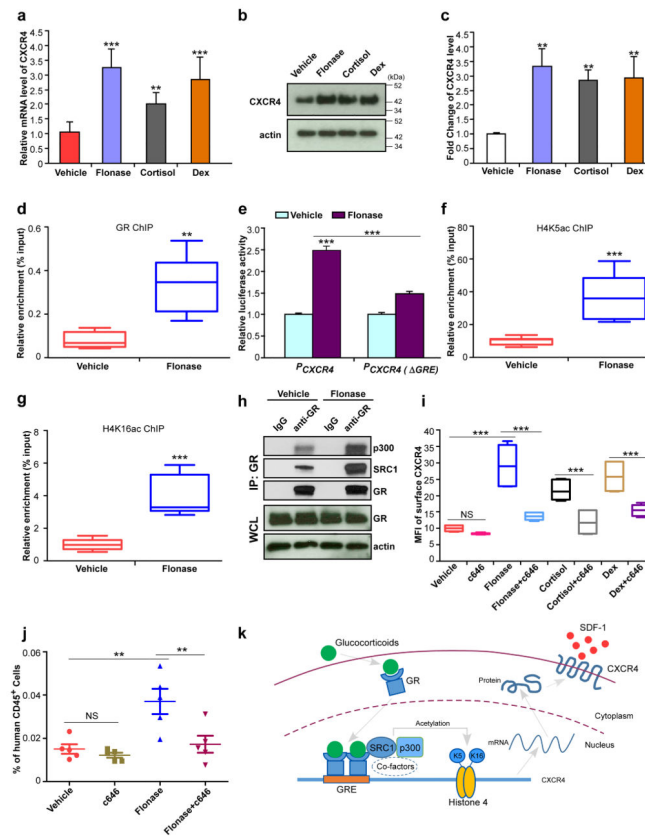 a
Relative mRNA level of CXCR4
4.5
4.0
3.5
3.0
2.5
2.0
1.5
1.0
0.5
0
***
**
***
Vehicle Flonase Cortisol Dex
b
Vehicle Flonase Cortisol Dex
(kDa)
CXCR4
52
42
34
actin
52
42
34
c
Fold Change of CXCR4 level
4.5
4.0
3.5
3.0
2.5
2.0
1.5
1.0
0.5
0
**
**
**
Vehicle Flonase Cortisol Dex
d
GR ChIP
Relative enrichment (% input)
0.6
0.4
0.2
0.0
**
Vehicle Flonase
e
Vehicle Flonase
Relative luciferase activity
3.0
2.5
2.0
1.5
1.0
0.5
0.0
***
***
PCXCR4 PCXCR4 (ΔGRE)
f
H4K5ac ChIP
Relative enrichment (% input)
80
60
40
20
0
***
Vehicle Flonase
g
H4K16ac ChIP
Relative enrichment (% input)
8
6
4
2
0
***
Vehicle Flonase
h
Vehicle Flonase
IgG anti-GR IgG anti-GR
IP: GR
p300
SRC1
GR
WCL
GR
actin
i
MFI of surface CXCR4
40
35
30
25
20
15
10
5
0
***
***
***
***
NS
Vehicle
c646
Flonase
Flonase+c646
Cortisol
Cortisol+c646
Dex
Dex+c646
j
% of human CD45+ Cells
0.06
0.04
0.02
0
**
**
NS
Vehicle
c646
Flonase
Flonase+c646
k
SDF-1
Glucocorticoids
GR
CXCR4
Protein
Cytoplasm
Nucleus
mRNA
Acetylation
SRC1 p300
Co-factors
K5 K16
GRE
Histone 4
CXCR4